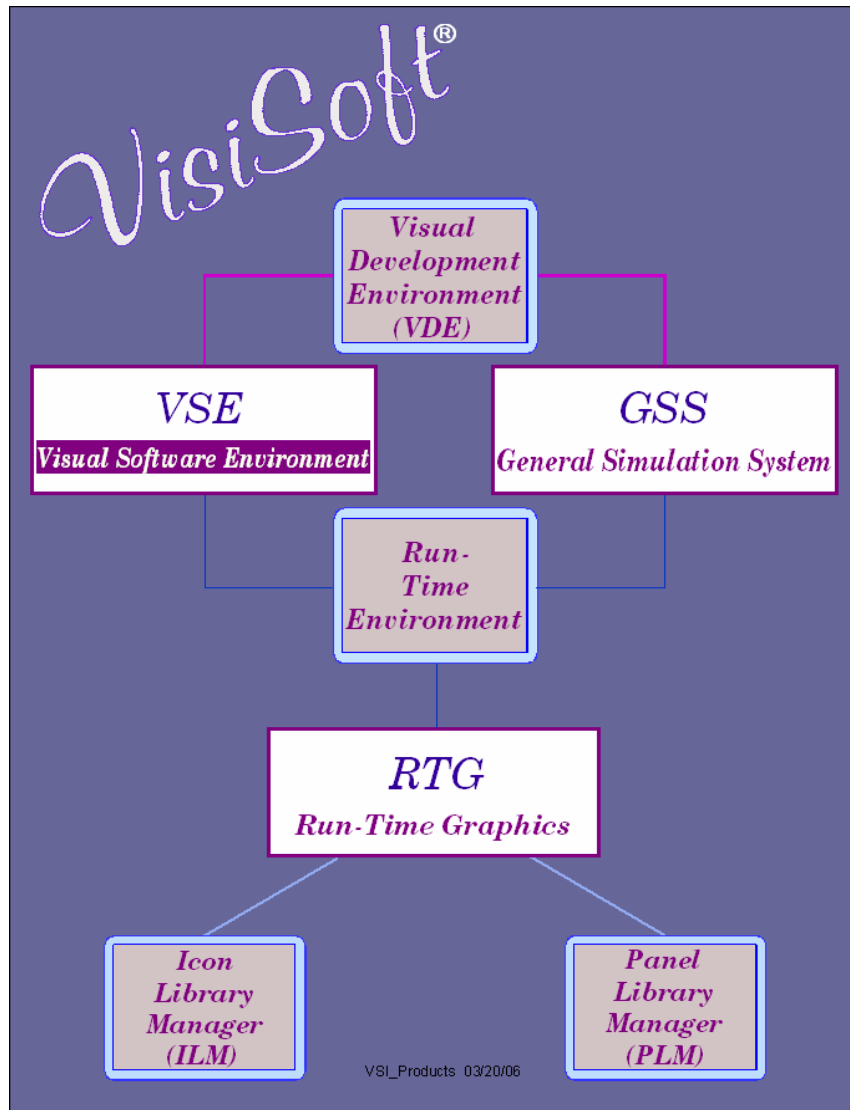 VisiSoft®
Visual
Development
Environment
(VDE)
VSE
Visual Software Environment
GSS
General Simulation System
Run-
Time
Environment
RTG
Run-Time Graphics
Icon
Library
Manager
(ILM)
Panel
Library
Manager
(PLM)
VSI_Products 03/20/06